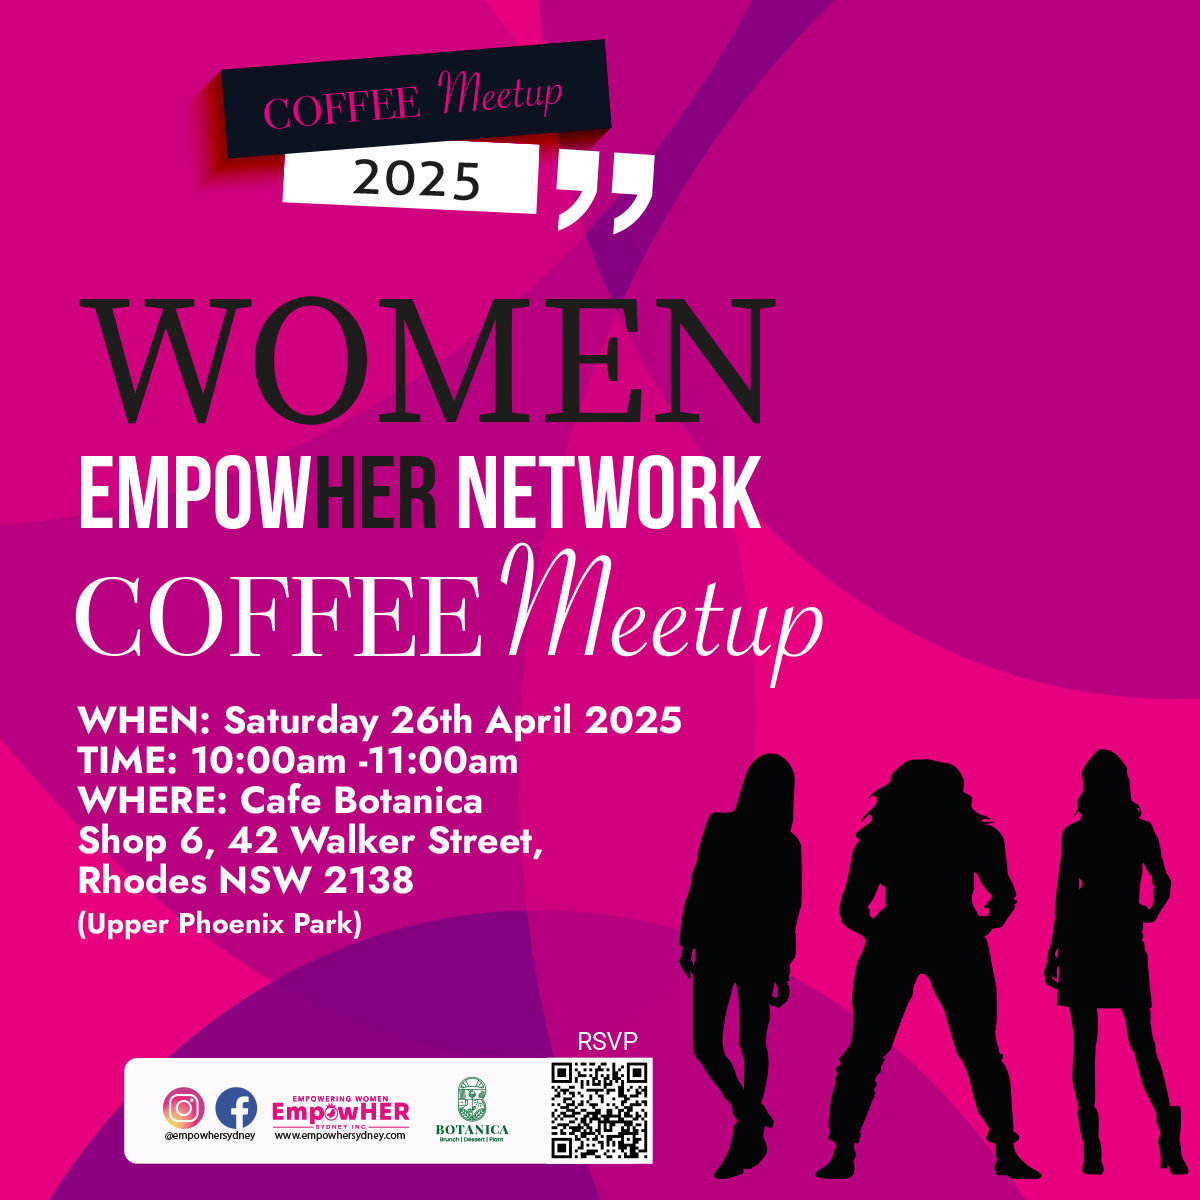 COFFEE Meetup
2025
WOMEN
EMPOWHER NETWORK
COFFEE Meetup
WHEN: Saturday 26th April 2025
TIME: 10:00am -11:00am
WHERE: Cafe Botanica
Shop 6, 42 Walker Street,
Rhodes NSW 2138
(Upper Phoenix Park)
RSVP
@empowhersydney
EMPOWERING WOMEN
EmpowHER
SYDNEY INC
www.empowhersydney.com
BOTANICA
Brunch | Dessert | Plant